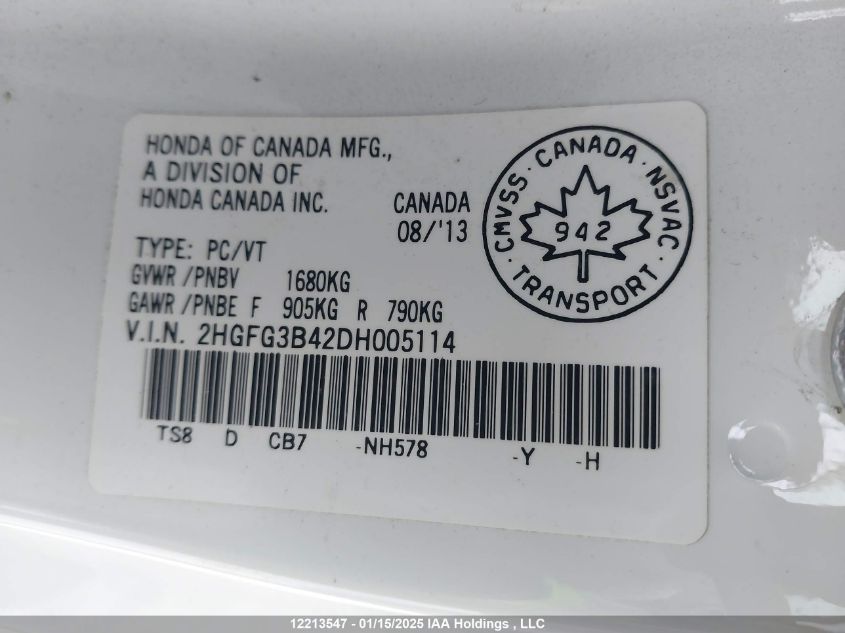 HONDA OF CANADA MFG.,
A DIVISION OF
HONDA CANADA INC. CANADA
08/'13
TYPE: PC/VT
GVWR /PNBV 1680KG
GAWR /PNBE F 905KG R 790KG
V.I.N. 2HGFG3B42DH005114
TS8 D CB7 -NH578 -Y -H
CMVSS · CANADA · NSVAC
942
· TRANSPORT ·
12213547 - 01/15/2025 IAA Holdings , LLC